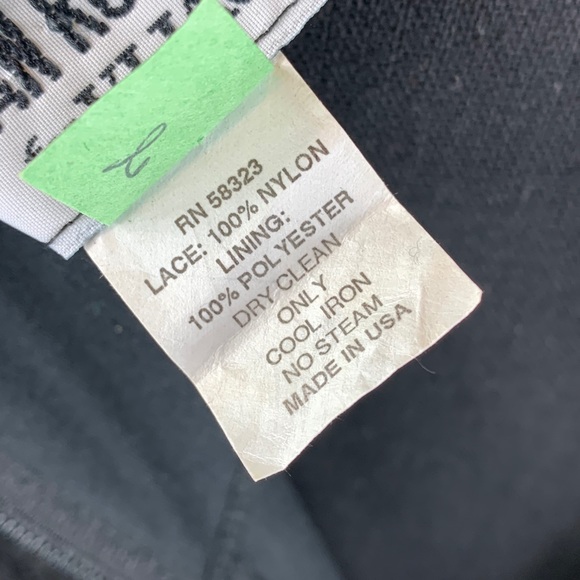 RN 58323
LACE: 100% NYLON
LINING:
100% POLYESTER
DRY CLEAN
ONLY
COOL IRON
NO STEAM
MADE IN USA